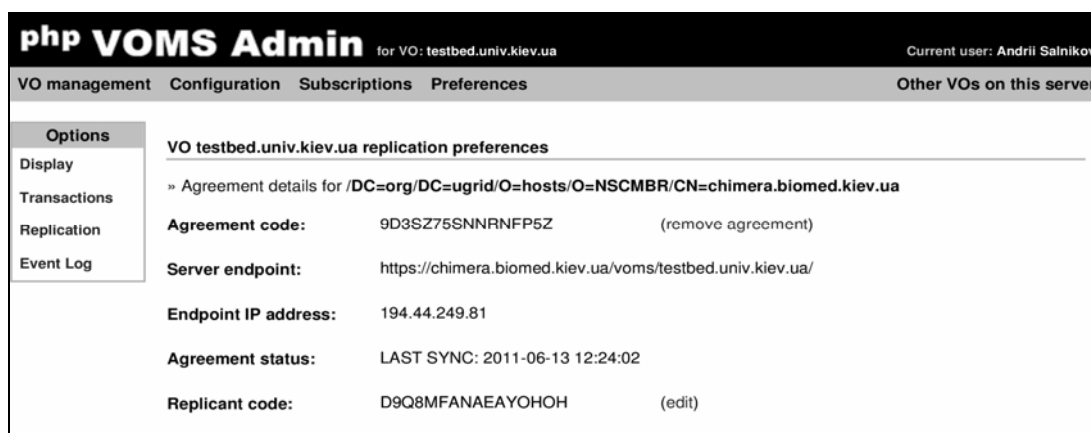 php VOMS Admin for VO: testbed.univ.kiev.ua Current user: Andrii Salnikov
VO management Configuration Subscriptions Preferences Other VOs on this server
Options
Display
Transactions
Replication
Event Log
VO testbed.univ.kiev.ua replication preferences
» Agreement details for /DC=org/DC=ugrid/O=hosts/O=NSCMBR/CN=chimera.biomed.kiev.ua
Agreement code: 9D3SZ75SNNRNFP5Z (remove agreement)
Server endpoint: https://chimera.biomed.kiev.ua/voms/testbed.univ.kiev.ua/
Endpoint IP address: 194.44.249.81
Agreement status: LAST SYNC: 2011-06-13 12:24:02
Replicant code: D9Q8MFANAEAYOHOH (edit)